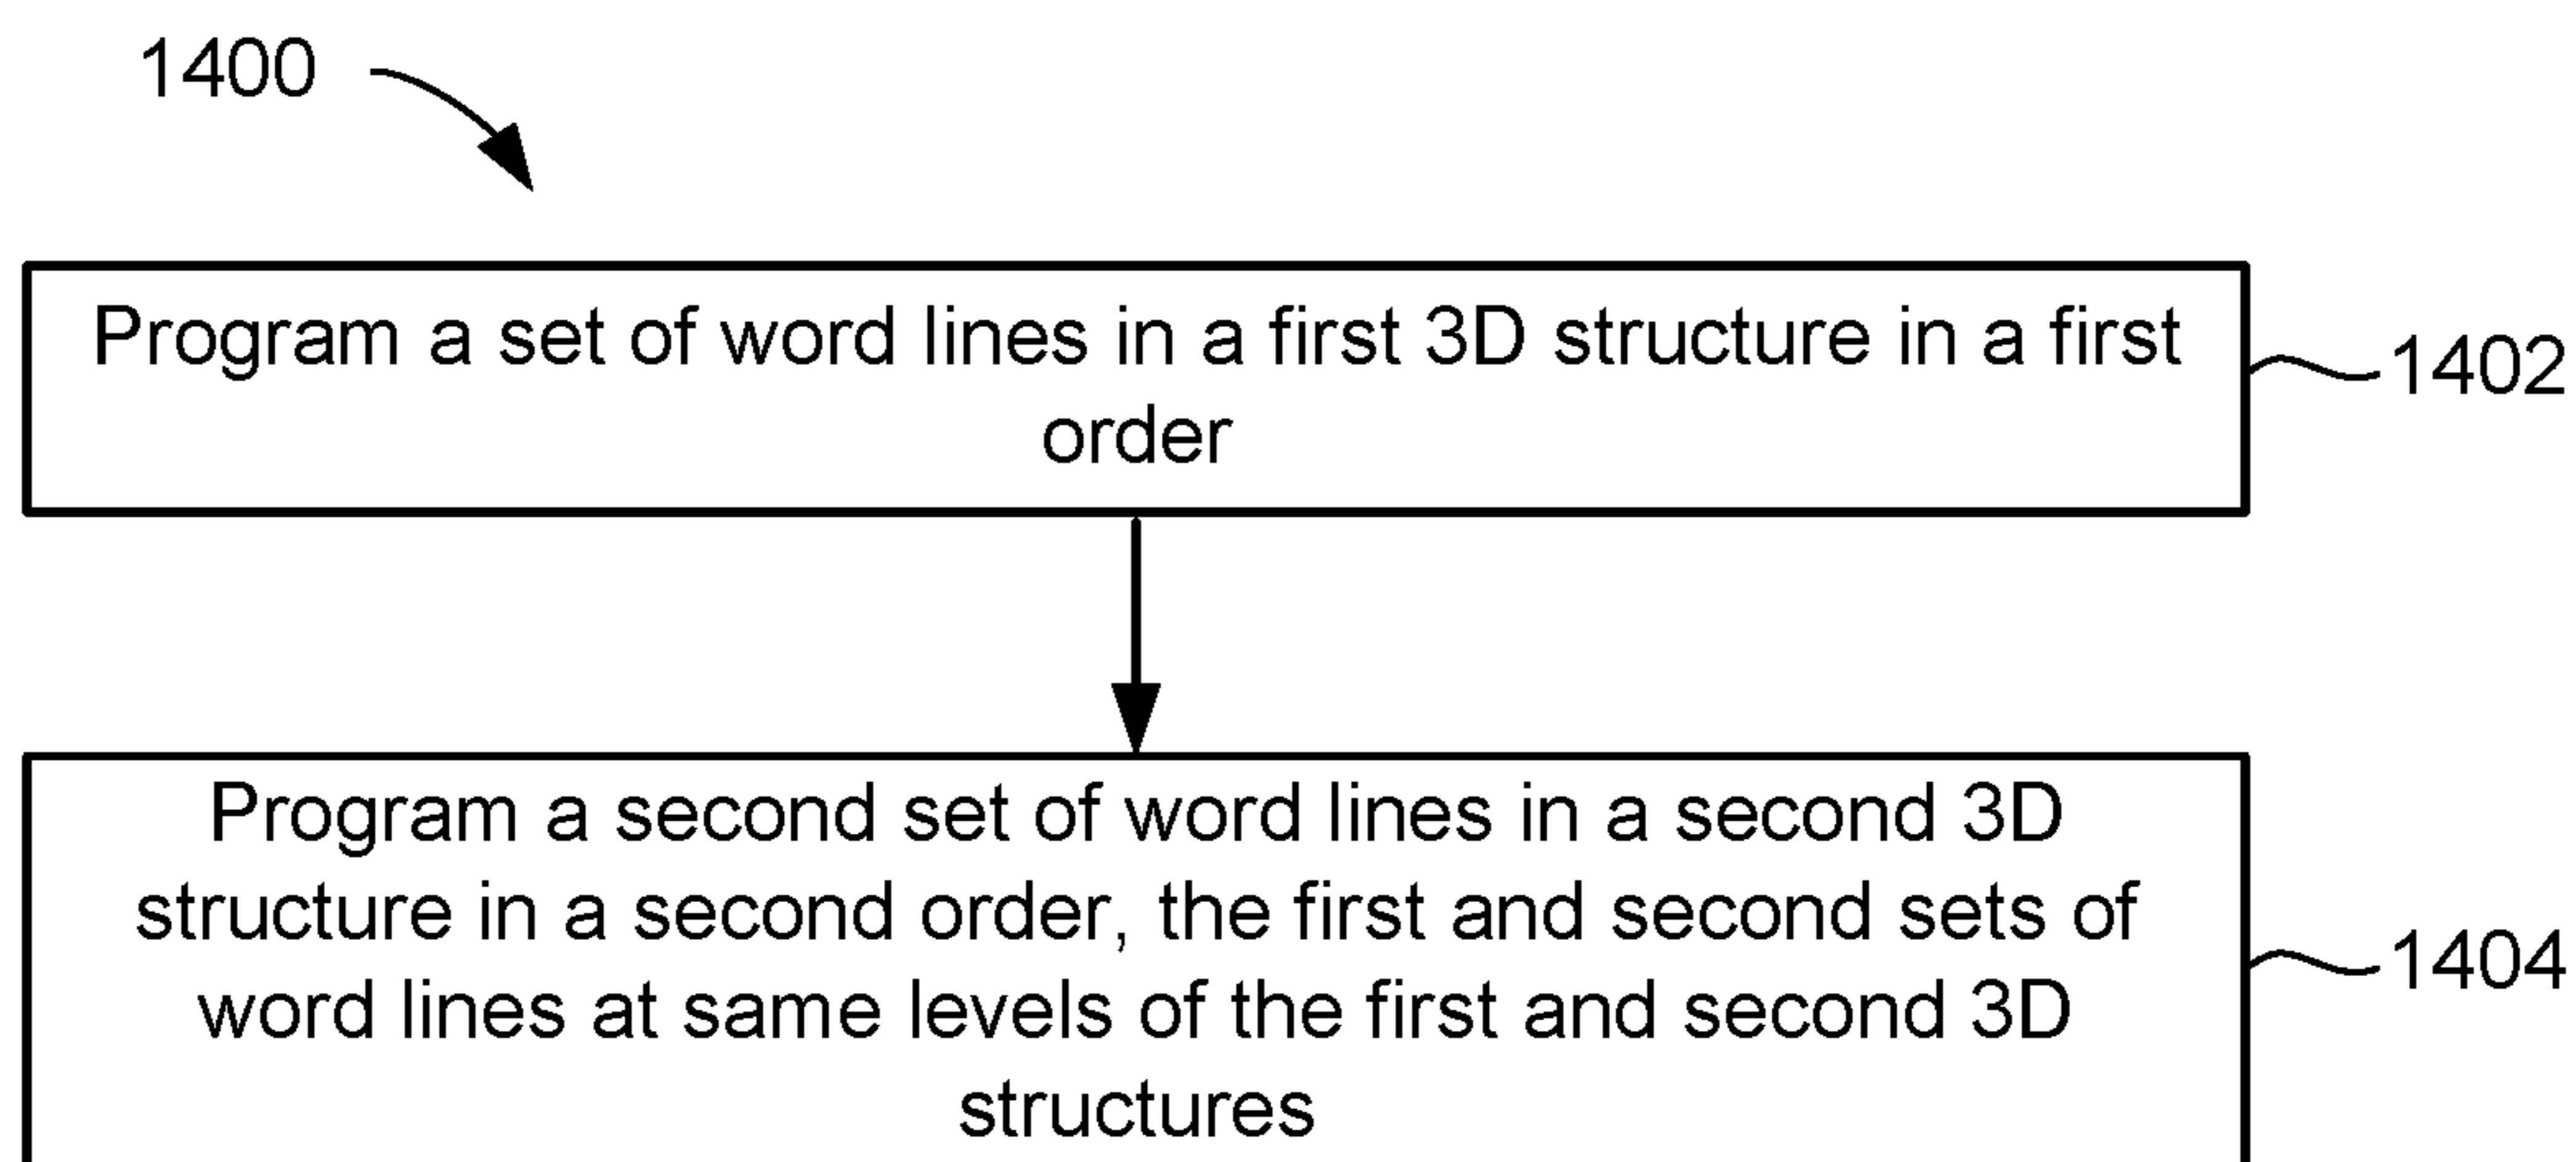 1400
Program a set of word lines in a first 3D structure in a first
order
1402
Program a second set of word lines in a second 3D
structure in a second order, the first and second sets of
word lines at same levels of the first and second 3D
structures
1404